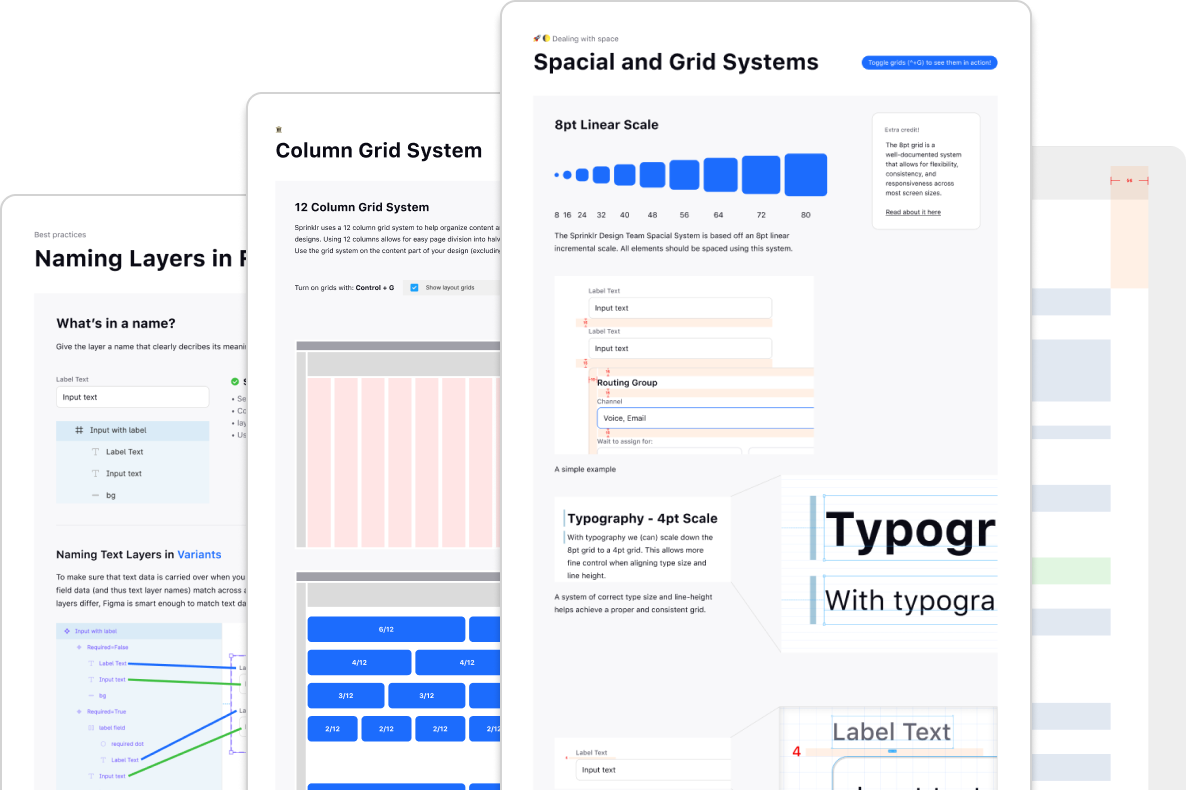 Best practices
Naming Layers in
What's in a name?
Give the layer a name that clearly decribes its meani
Label Text
Input text
Input with label
Label Text
Input text
bg
Naming Text Layers in Variants
To make sure that text data is carried over when you
field data (and thus text layer names) match across a
layers differ, Figma is smart enough to match text da
Input with label
Required=False
Label Text
Input text
bg
Required=True
label field
required dot
Label Text
Input text
Column Grid System
12 Column Grid System
Sprinklr uses a 12 column grid system to help organize content a
designs. Using 12 columns allows for easy page division into halv
Use the grid system on the content part of your design (excludin
Turn on grids with: Control + G
Show layout grids
6/12
4/12 4/12
3/12 3/12
2/12 2/12 2/12 2/12
Dealing with space
Spacial and Grid Systems
Toggle grids (^+G) to see them in action!
8pt Linear Scale
8 16 24 32 40 48 56 64 72 80
The Sprinklr Design Team Spacial System is based off an 8pt linear
incremental scale. All elements should be spaced using this system.
Extra credit!
The 8pt grid is a
well-documented system
that allows for flexibility,
consistency, and
responsiveness across
most screen sizes.
Read about it here
Label Text
Input text
Label Text
Input text
Routing Group
Channel
Voice, Email
Wait to assign for:
A simple example
Typography - 4pt Scale
With typography we (can) scale down the
8pt grid to a 4pt grid. This allows more
fine control when aligning type size and
line height.
A system of correct type size and line-height
helps achieve a proper and consistent grid.
Typogr
With typogra
Label Text
Input text
Label Text
4